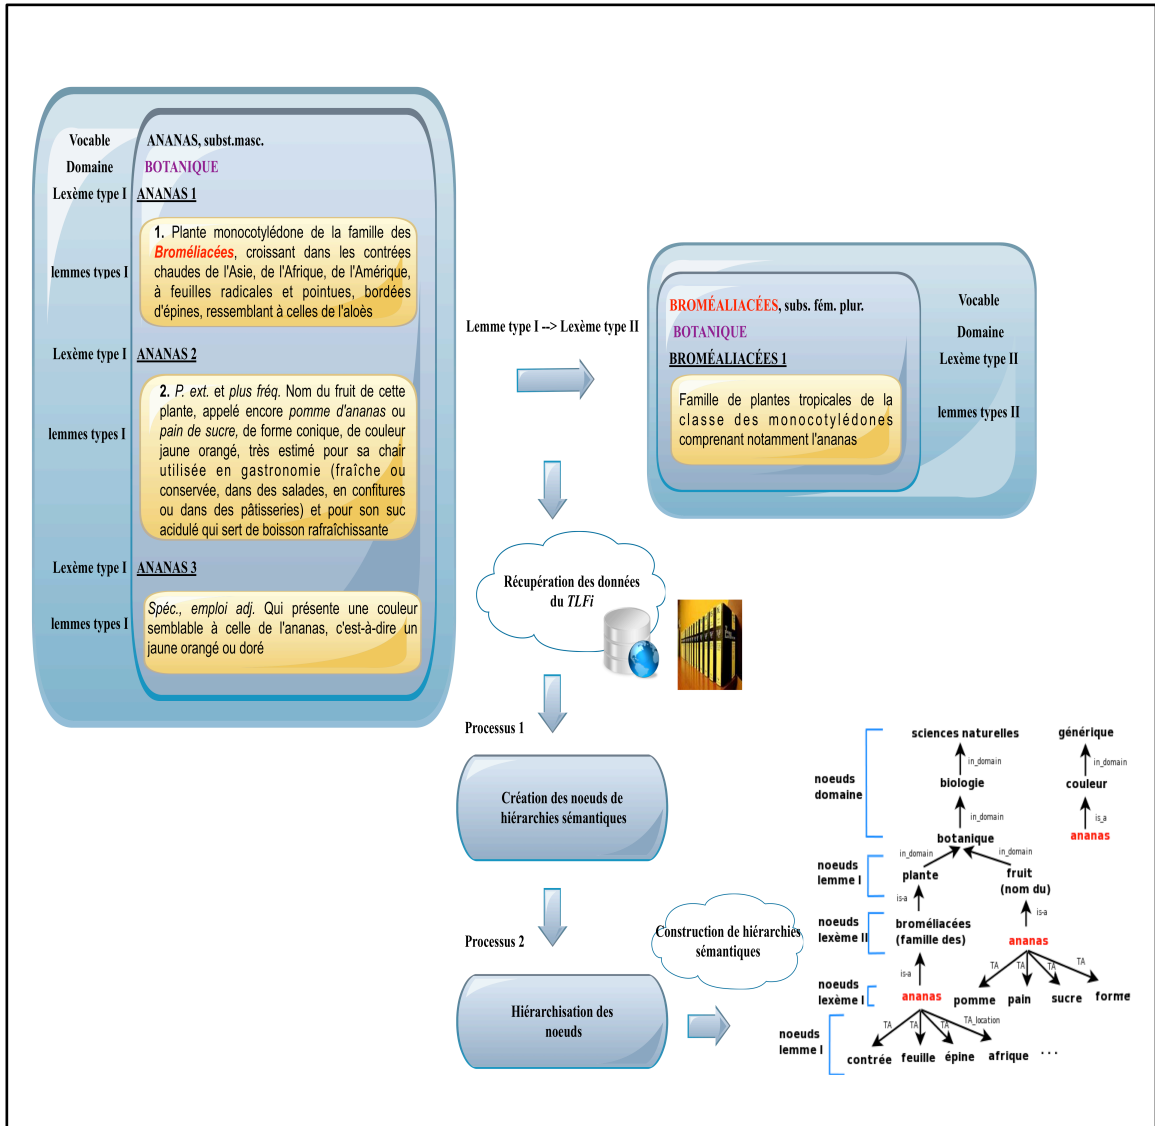 Vocable ANANAS, subst.masc.
Domaine BOTANIQUE
Lexème type I ANANAS 1
1. Plante monocotylédone de la famille des
Broméliacées, croissant dans les contrées
lemmes types I
chaudes de l'Asie, de l'Afrique, de l'Amérique,
à feuilles radicales et pointues, bordées
d'épines, ressemblant à celles de l'aloès
Lexème type I ANANAS 2
2. P. ext. et plus fréq. Nom du fruit de cette
plante, appelé encore pomme d'ananas ou
lemmes types I
pain de sucre, de forme conique, de couleur
jaune orangé, très estimé pour sa chair
utilisée en gastronomie (fraîche ou
conservée, dans des salades, en confitures
ou dans des pâtisseries) et pour son suc
acidulé qui sert de boisson rafraîchissante
Lexème type I ANANAS 3
Spéc., emploi adj. Qui présente une couleur
lemmes types I
semblable à celle de l'ananas, c'est-à-dire un
jaune orangé ou doré
Lemme type I --> Lexème type II
BROMÉALIACÉES, subs. fém. plur.
Vocable
BOTANIQUE
Domaine
BROMÉALIACÉES 1
Lexème type II
Famille de plantes tropicales de la
classe des monocotylédones
comprenant notamment l'ananas
lemmes types II
Récupération des données
du TLFi
Processus 1
Création des noeuds de
hiérarchies sémantiques
Processus 2
Hiérarchisation des
noeuds
Construction de hiérarchies
sémantiques
noeuds
domaine
sciences naturelles
générique
in_domain
in_domain
biologie
couleur
in_domain
is_a
botanique
ananas
in_domain
in_domain
noeuds
lemme I
plante
fruit
(nom du)
is-a
is-a
noeuds
lexème II
broméliacées
(famille des)
ananas
is-a
TA
TA
TA
TA
noeuds
lexème I
ananas
pomme pain sucre forme
TA
TA
TA
TA_location
noeuds
lemme I
contrée feuille épine afrique ...